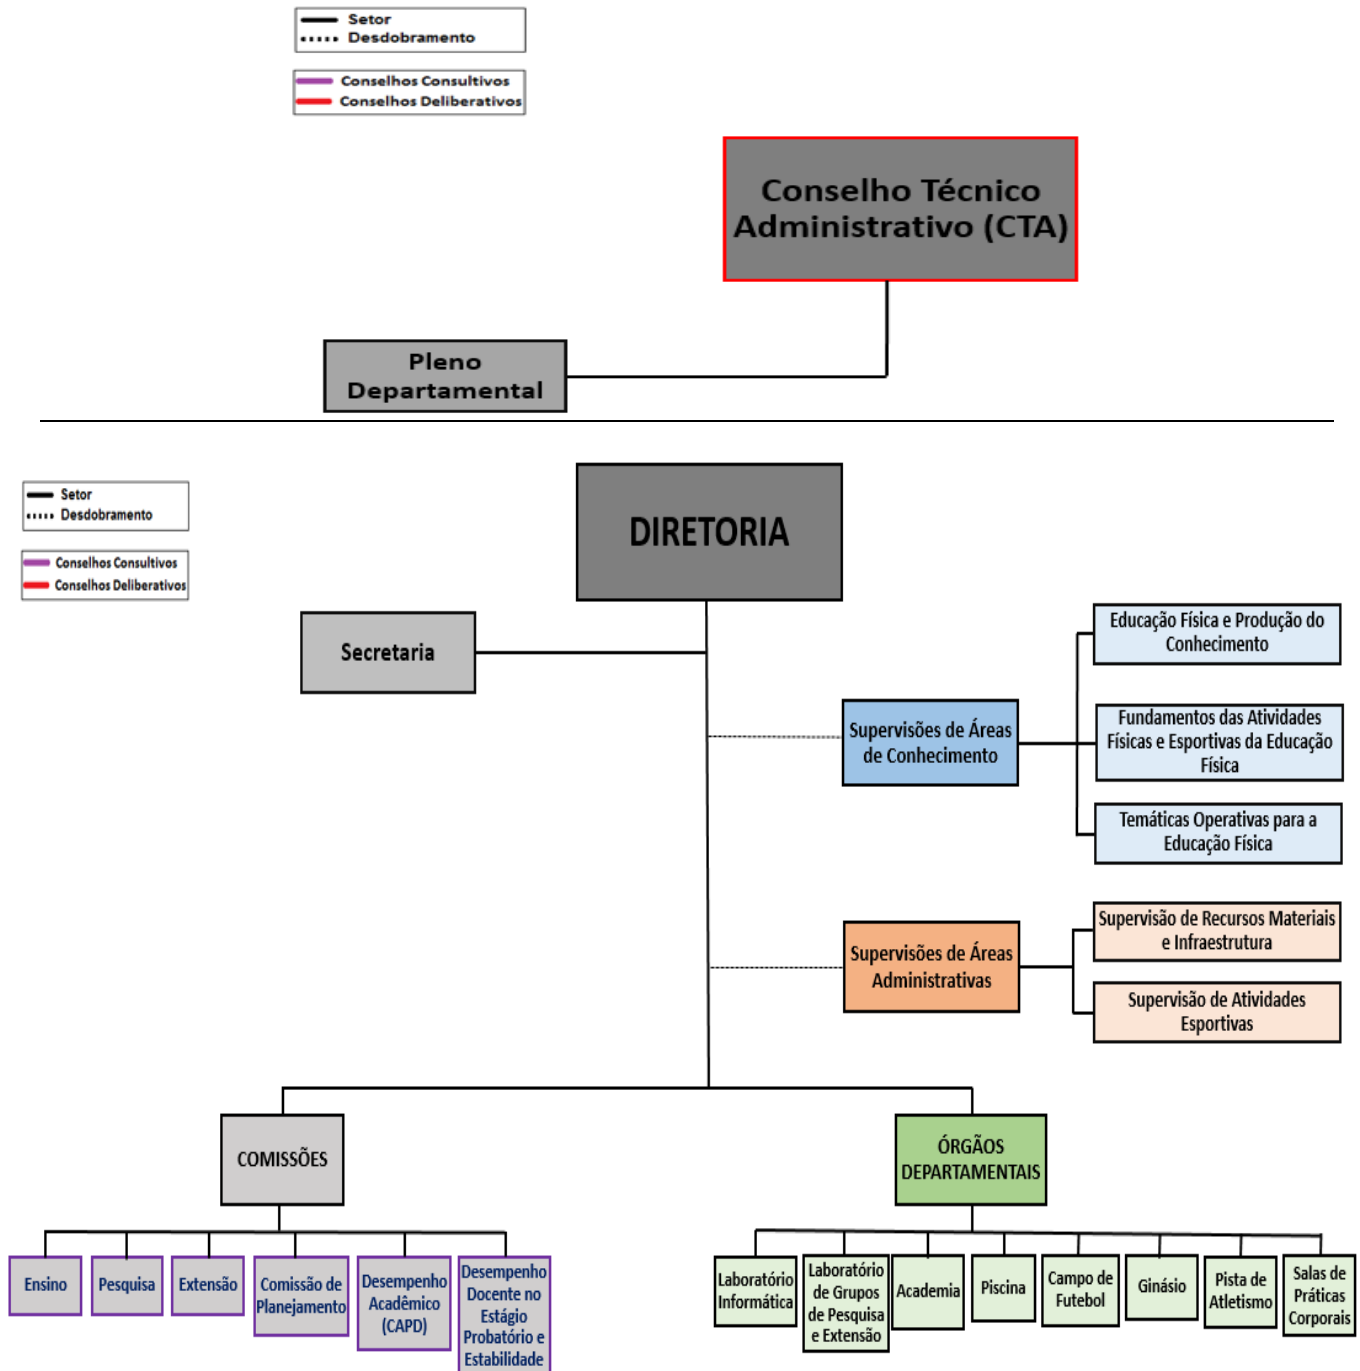 Setor
Desdobramento
Conselhos Consultivos
Conselhos Deliberativos
Conselho Técnico
Administrativo (CTA)
Pleno
Departamental
Setor
Desdobramento
Conselhos Consultivos
Conselhos Deliberativos
DIRETORIA
Secretaria
Educação Física e Produção do
Conhecimento
Supervisões de Áreas
de Conhecimento
Fundamentos das Atividades
Físicas e Esportivas da Educação
Física
Temáticas Operativas para a
Educação Física
Supervisões de Áreas
Administrativas
Supervisão de Recursos Materiais
e Infraestrutura
Supervisão de Atividades
Esportivas
COMISSÕES
ÓRGÃOS
DEPARTAMENTAIS
Ensino
Pesquisa
Extensão
Comissão de
Planejamento
Desempenho
Acadêmico
(CAPD)
Desempenho
Docente no
Estágio
Probatório e
Estabilidade
Laboratório
Informática
Laboratório
de Grupos
de Pesquisa
e Extensão
Academia
Piscina
Campo de
Futebol
Ginásio
Pista de
Atletismo
Salas de
Práticas
Corporais